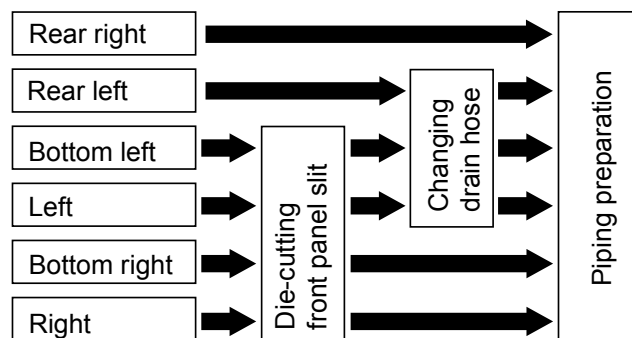 Rear right
Rear left
Bottom left
Left
Bottom right
Right
Die-cutting
front panel slit
Changing
drain hose
Piping preparation